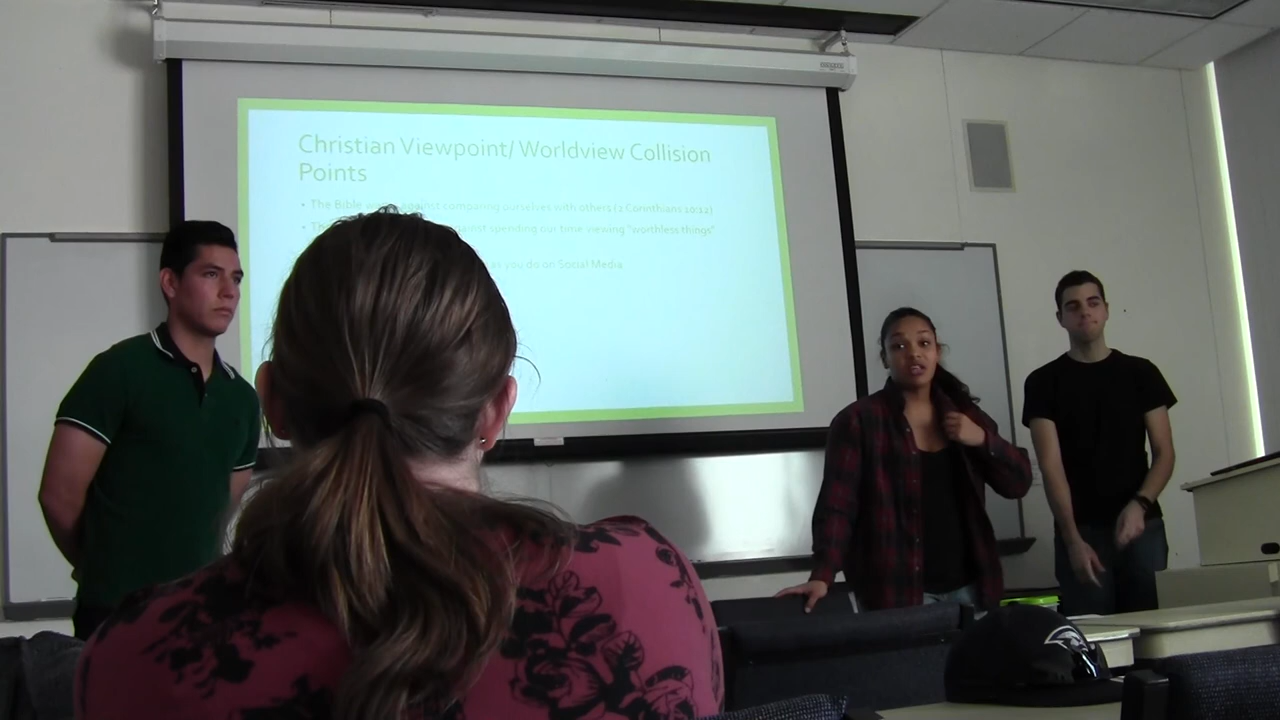 Christian Viewpoint/ Worldview Collision
Points
• The Bible against comparing ourselves with others (2 Corinthians 10:12)
• against spending our time viewing "worthless things"
as you do on Social Media